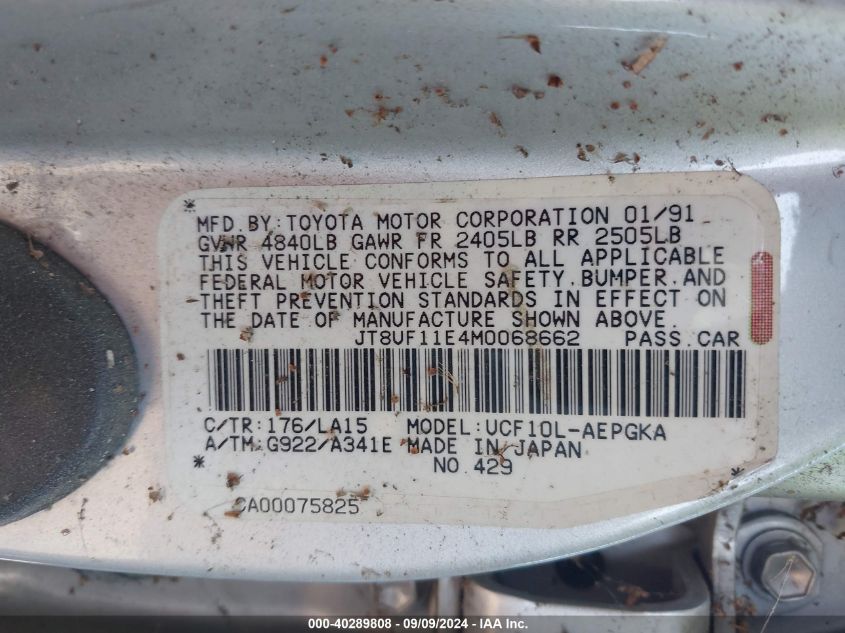 MFD. BY: TOYOTA MOTOR CORPORATION 01/91
GVWR 4840LB GAWR FR 2405LB RR 2505LB
THIS VEHICLE CONFORMS TO ALL APPLICABLE
FEDERAL MOTOR VEHICLE SAFETY, BUMPER, AND
THEFT PREVENTION STANDARDS IN EFFECT ON
THE DATE OF MANUFACTURE SHOWN ABOVE.
JT8UF11E4M0068662 PASS. CAR
C/TR: 176/LA15 MODEL: UCF10L-AEPGKA
A/TM: G922/A341E MADE IN JAPAN
NO. 429
CA00075825
000-40289808 - 09/09/2024 - IAA Inc.